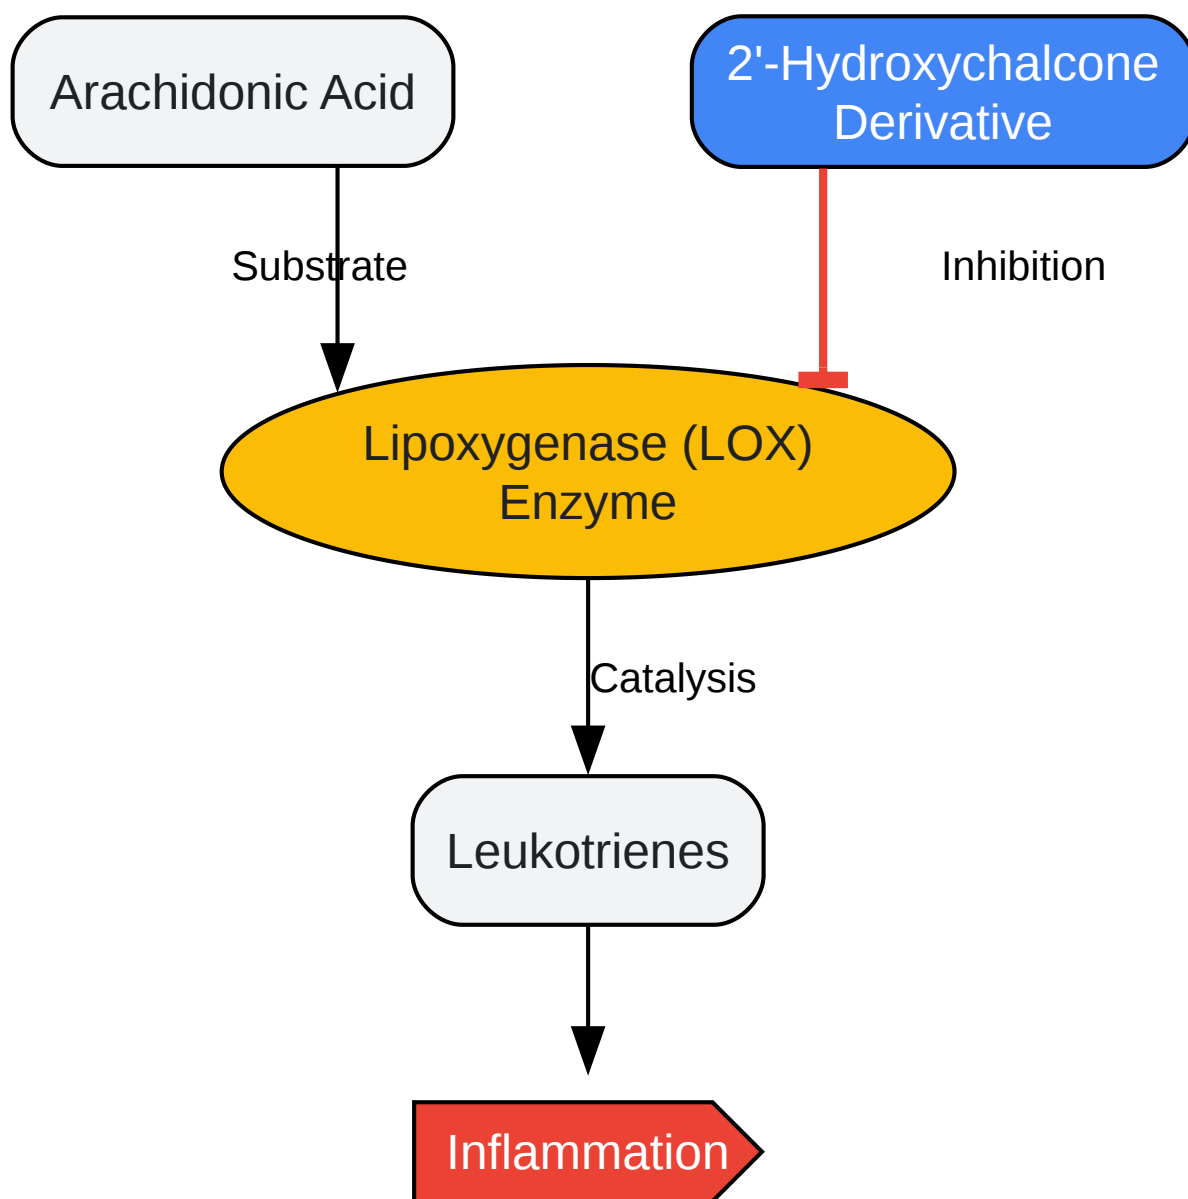 Arachidonic Acid
2'-Hydroxychalcone
Derivative
Substrate
Inhibition
Lipoxygenase (LOX)
Enzyme
Catalysis
Leukotrienes
Inflammation